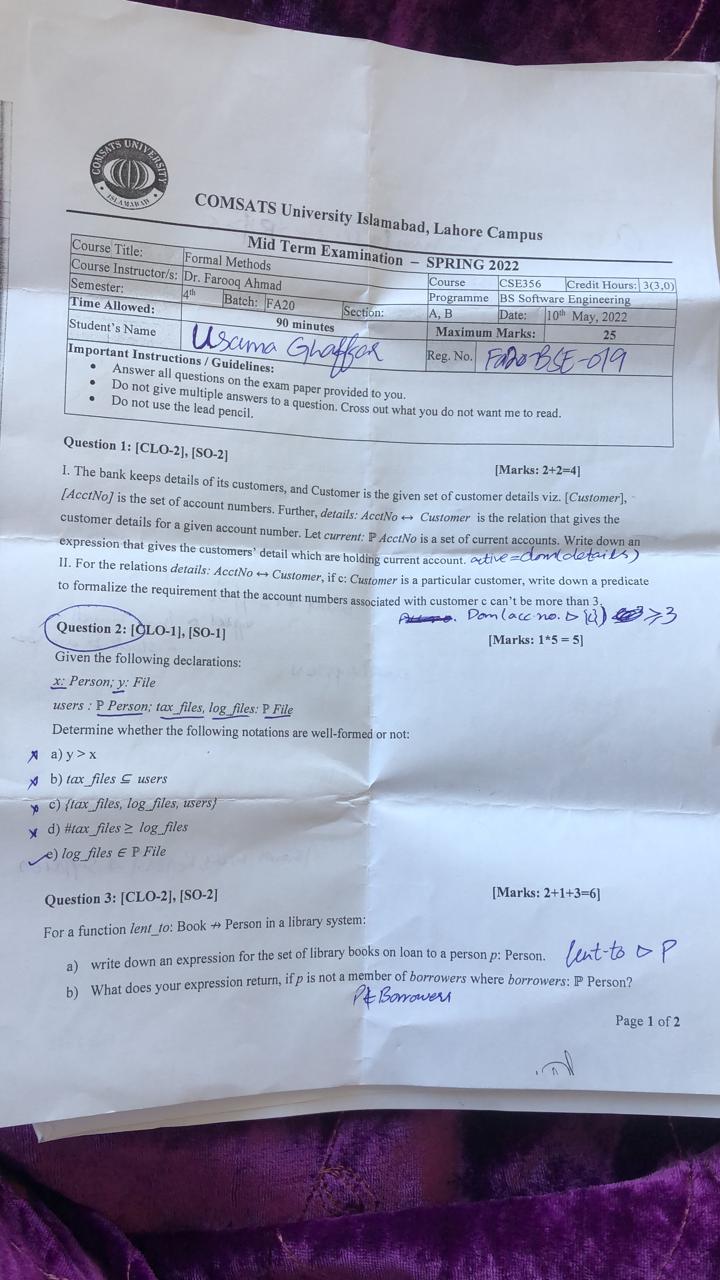 COMSATS UNIVERSITY
ISLAMABAD
COMSATS University Islamabad, Lahore Campus
Mid Term Examination – SPRING 2022
Course Title: Formal Methods Course CSE356 Credit Hours: 3(3,0)
Course Instructor/s: Dr. Farooq Ahmad Programme BS Software Engineering
Semester: 4th Batch: FA20 Section: A, B Date: 10th May, 2022
Time Allowed: 90 minutes Maximum Marks: 25
Student's Name Usama Ghaffar Reg. No. Fa20-BSE-019
Important Instructions / Guidelines:
• Answer all questions on the exam paper provided to you.
• Do not give multiple answers to a question. Cross out what you do not want me to read.
• Do not use the lead pencil.
Question 1: [CLO-2], [SO-2] [Marks: 2+2=4]
I. The bank keeps details of its customers, and Customer is the given set of customer details viz. [Customer],
[AcctNo] is the set of account numbers. Further, details: AcctNo ↔ Customer is the relation that gives the
customer details for a given account number. Let current: ℙ AcctNo is a set of current accounts. Write down an
expression that gives the customers' detail which are holding current account. active=dom(details)
II. For the relations details: AcctNo ↔ Customer, if c: Customer is a particular customer, write down a predicate
to formalize the requirement that the account numbers associated with customer c can't be more than 3.
Dom(acc no. ▷ {c}) ≥3
Question 2: [CLO-1], [SO-1] [Marks: 1*5 = 5]
Given the following declarations:
x: Person; y: File
users : ℙ Person; tax_files, log_files: ℙ File
Determine whether the following notations are well-formed or not:
✗ a) y > x
✗ b) tax_files ⊆ users
✗ c) {tax_files, log_files, users}
✗ d) #tax_files ≥ log_files
✓ e) log_files ∈ ℙ File
Question 3: [CLO-2], [SO-2] [Marks: 2+1+3=6]
For a function lent_to: Book ⇸ Person in a library system:
a) write down an expression for the set of library books on loan to a person p: Person. lent-to ▷ P
b) What does your expression return, if p is not a member of borrowers where borrowers: ℙ Person?
P∉ Borrowers
Page 1 of 2